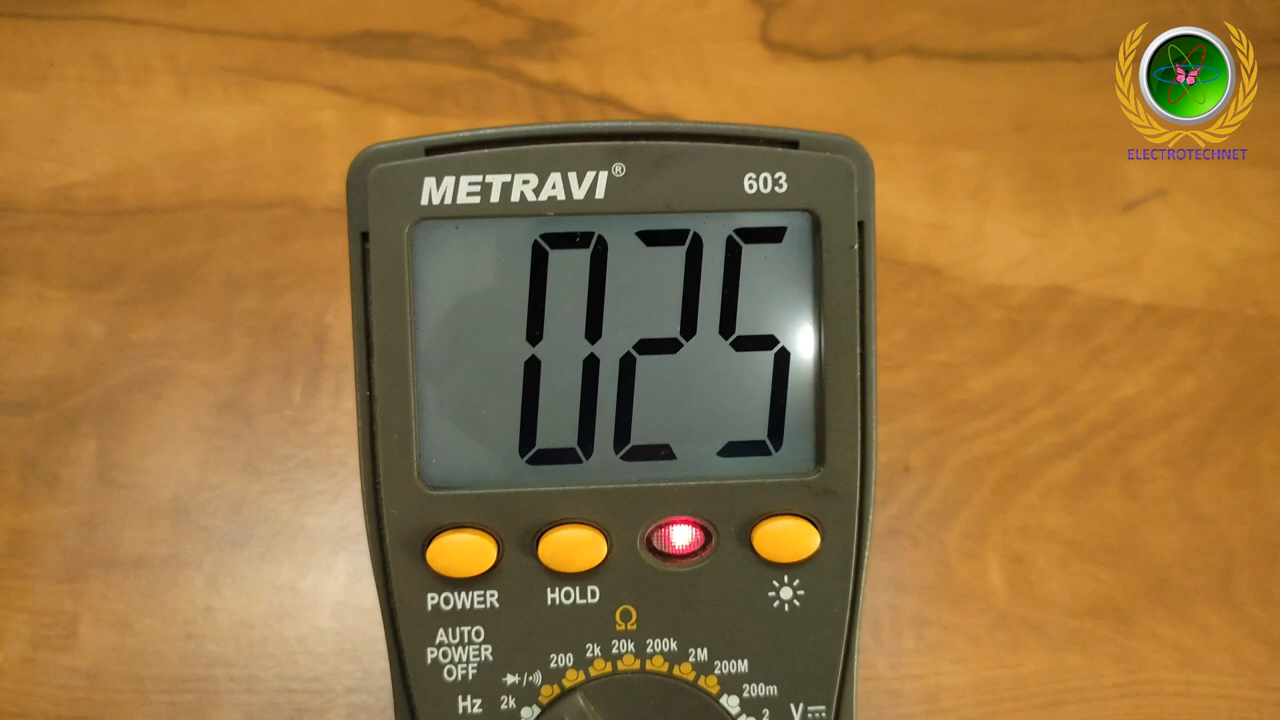 ELECTROTECHNET
METRAVI® 603
025
POWER HOLD
AUTO
POWER
OFF
Ω
200 2k 20k 200k 2M 200M
200m
Hz 2k
2 V